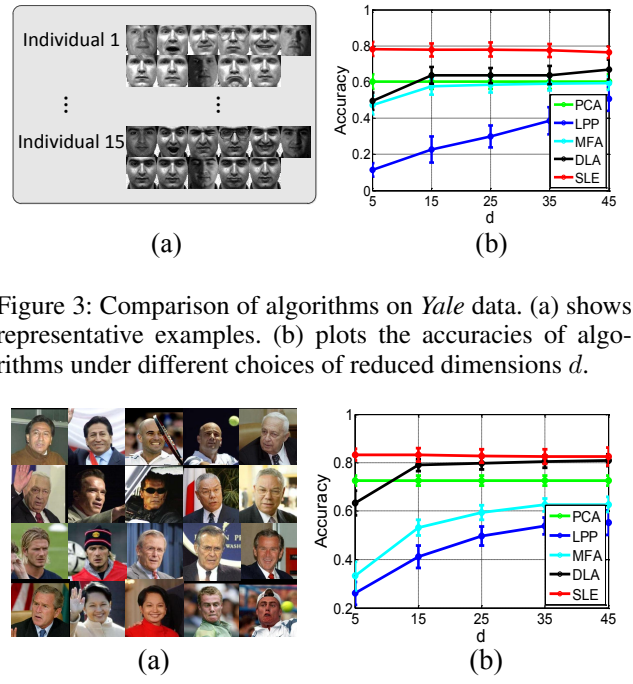 Individual 1
⋮ ⋮
Individual 15
(a)
1
0.8
0.6
0.4
0.2
0
Accuracy
PCA
LPP
MFA
DLA
SLE
5 15 25 35 45
d
(b)
Figure 3: Comparison of algorithms on Yale data. (a) shows
representative examples. (b) plots the accuracies of algo-
rithms under different choices of reduced dimensions d.
(a)
1
0.8
0.6
0.4
0.2
Accuracy
PCA
LPP
MFA
DLA
SLE
5 15 25 35 45
d
(b)